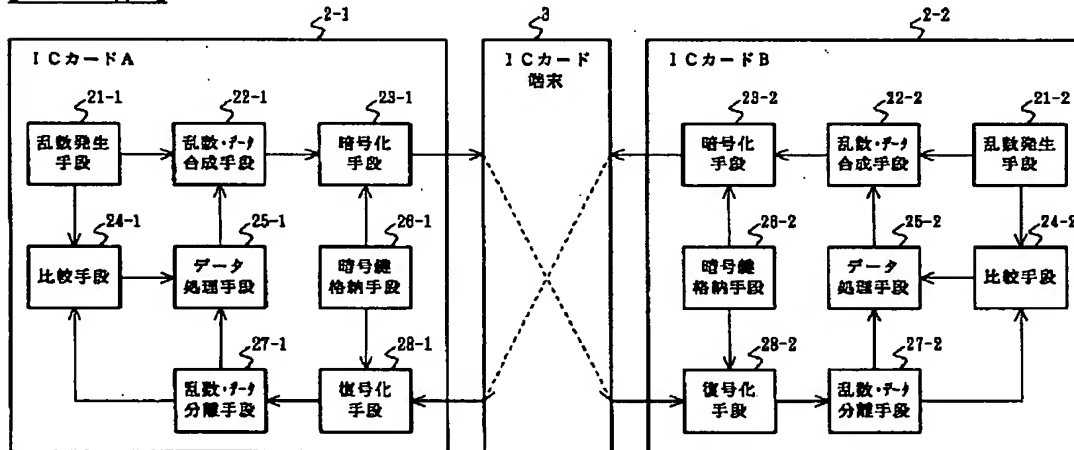 2-1
3
2-2
ICカードA
ICカード
端末
ICカードB
21-1
22-1
23-1
23-2
22-2
21-2
乱数発生
手段
乱数・データ
合成手段
暗号化
手段
暗号化
手段
乱数・データ
合成手段
乱数発生
手段
24-1
25-1
26-1
26-2
25-2
24-2
比較手段
データ
処理手段
暗号鍵
格納手段
暗号鍵
格納手段
データ
処理手段
比較手段
27-1
28-1
28-2
27-2
乱数・データ
分離手段
復号化
手段
復号化
手段
乱数・データ
分離手段